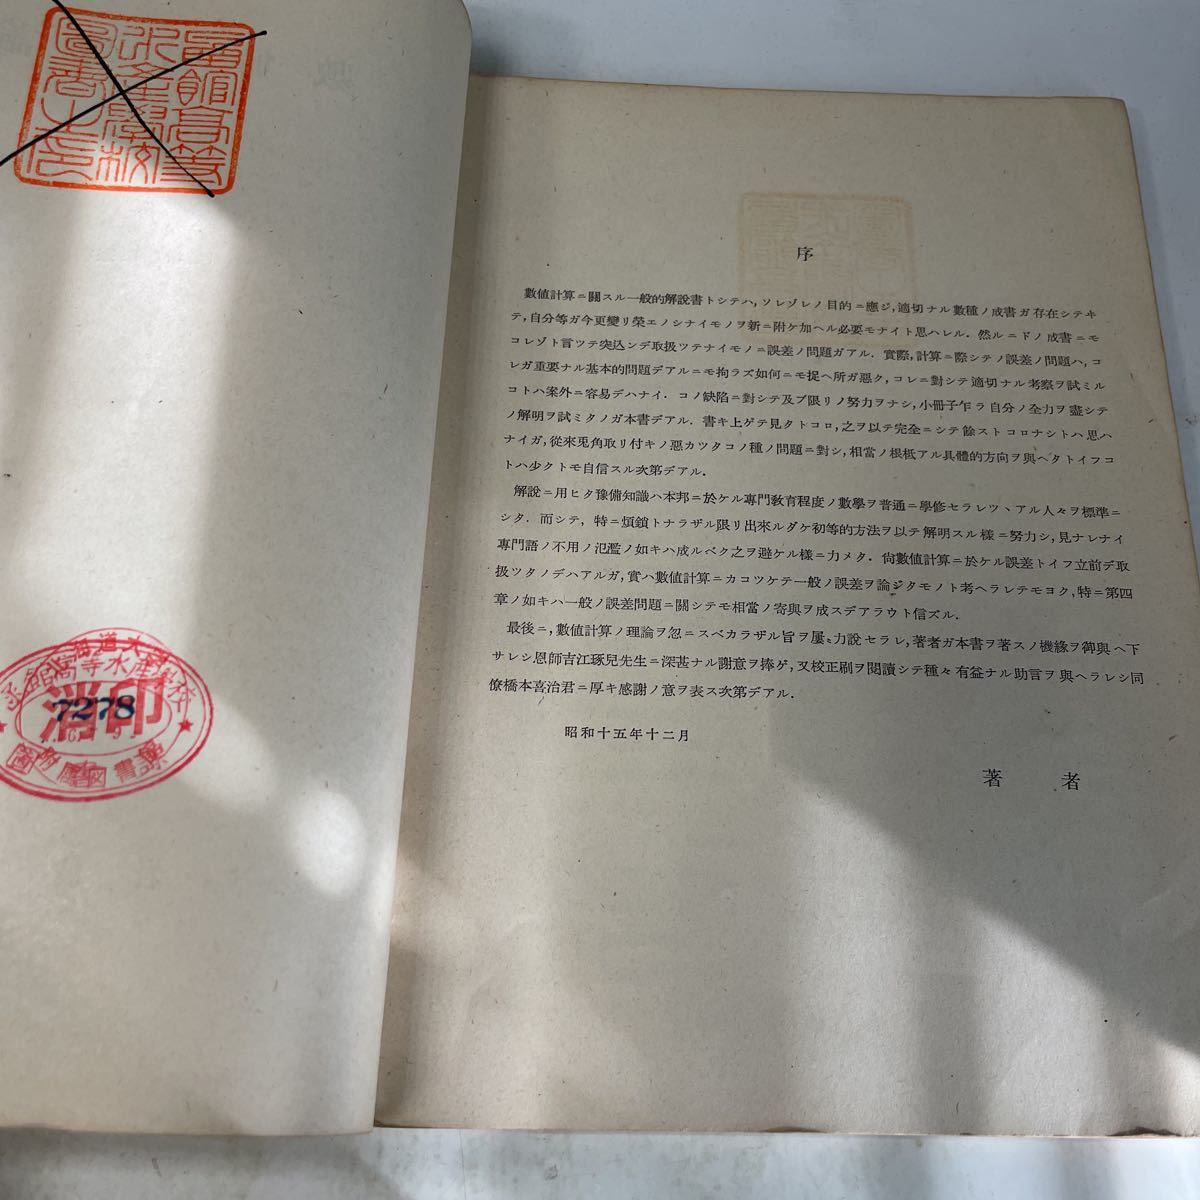 函館高等
水産學校
圖書之印
函館高等水産學校
消印
7278
圖書課
序
數値計算ニ關スル一般的解說書トシテハ,ソレゾレノ目的ニ應ジ,適切ナル數種ノ成書ガ存在シテキ
テ,自分等ガ今更變リ榮エノシナイモノヲ新ニ附ケ加ヘル必要モナイト思ハレル. 然ルニドノ成書ニモ
コレゾト言ツテ突込ンデ取扱ツテナイモノニ誤差ノ問題ガアル. 實際,計算ニ際シテノ誤差ノ問題ハ, コ
レガ重要ナル基本的問題デアルニモ拘ラズ如何ニモ捉ヘ所ガ惡ク, コレニ對シテ適切ナル考察ヲ試ミル
コトハ案外ニ容易デハナイ. コノ缺陷ニ對シテ及ブ限リノ努力ヲナシ,小冊子乍ラ自分ノ全力ヲ盡シテ
ノ解明ヲ試ミタノガ本書デアル. 書キ上ゲテ見タトコロ,之ヲ以テ完全ニシテ餘ストコロナシトハ思ハ
ナイガ,從來兎角取リ付キノ惡カツタコノ種ノ問題ニ對シ,相當ノ根柢アル具體的方向ヲ與ヘタトイフコ
トハ少クトモ自信スル次第デアル.
解說ニ用ヒタ豫備知識ハ本邦ニ於ケル專門敎育程度ノ數學ヲ普通ニ學修セラレツヽアル人々ヲ標準ニ
シタ. 而シテ, 特ニ煩鎖トナラザル限リ出來ルダケ初等的方法ヲ以テ解明スル樣ニ努力シ,見ナレナイ
專門語ノ不用ノ氾濫ノ如キハ成ルベク之ヲ避ケル樣ニ力メタ. 尙數値計算ニ於ケル誤差トイフ立前デ取
扱ツタノデハアルガ,實ハ數値計算ニカコツケテ一般ノ誤差ヲ論ジタモノト考ヘラレテモヨク,特ニ第四
章ノ如キハ一般ノ誤差問題ニ關シテモ相當ノ寄與ヲ成スデアラウト信ズル.
最後ニ,數値計算ノ理論ヲ忽ニスベカラザル旨ヲ屢〻力說セラレ,著者ガ本書ヲ著スノ機緣ヲ御與ヘ下
サレシ恩師吉江琢兒先生ニ深甚ナル謝意ヲ捧ゲ,又校正刷ヲ閱讀シテ種々有益ナル助言ヲ與ヘラレシ同
僚橋本喜治君ニ厚キ感謝ノ意ヲ表ス次第デアル.
昭和十五年十二月
著者